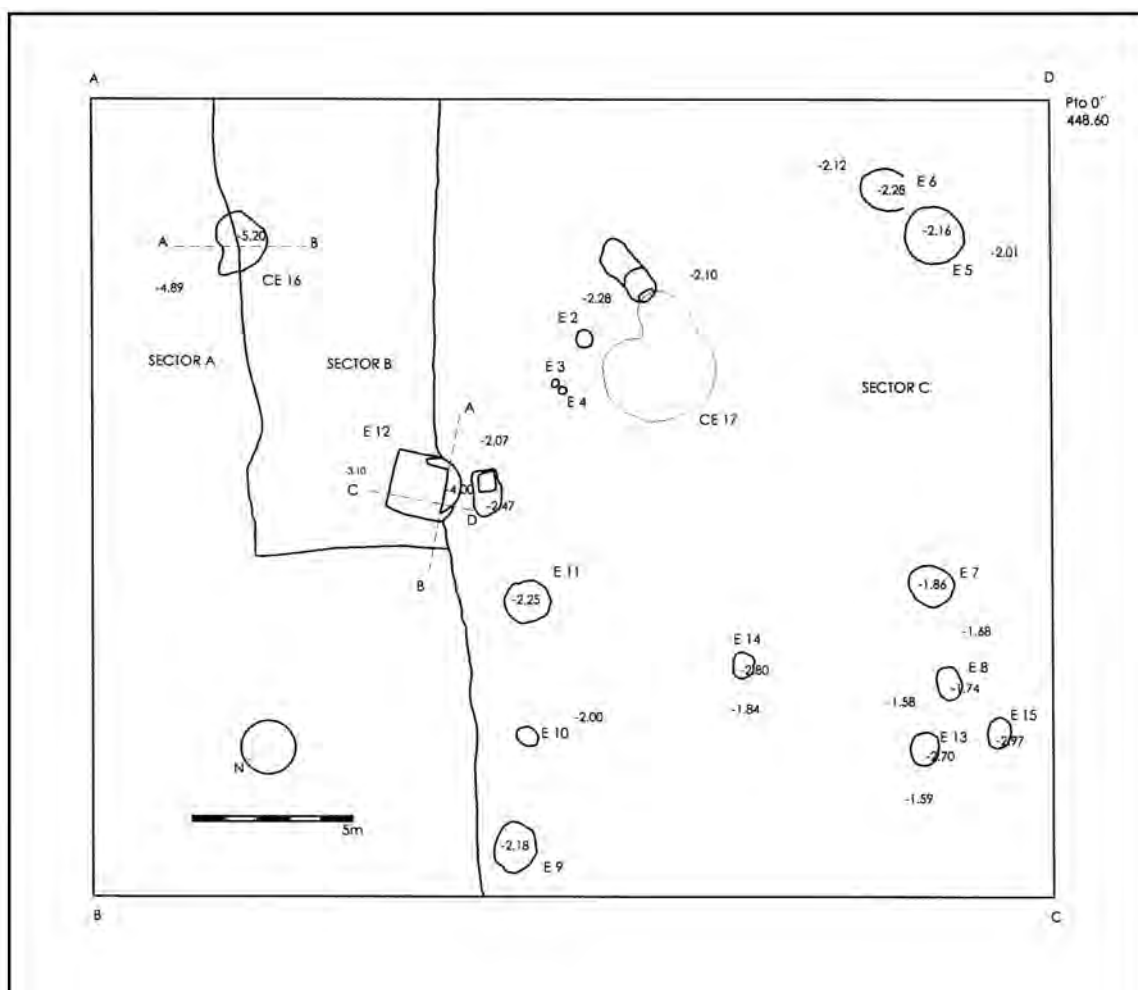 A
D
Pto 0´
448.60
-2.12
E 6
-2.28
-2.16
-2.01
E 5
A
-5.20
B
CE 16
-4.89
-2.10
-2.28
E 2
SECTOR A
SECTOR B
E 3
E 4
SECTOR C
CE 17
A
E 12
-2.07
-3.10
C
-4.00
-2.47
D
B
E 11
-2.25
E 7
-1.86
-1.68
E 14
-2.80
E 8
-1.74
-1.58
-1.84
E 10
-2.00
E 15
-2.97
E 13
-2.70
N
-1.59
5m
-2.18
E 9
B
C